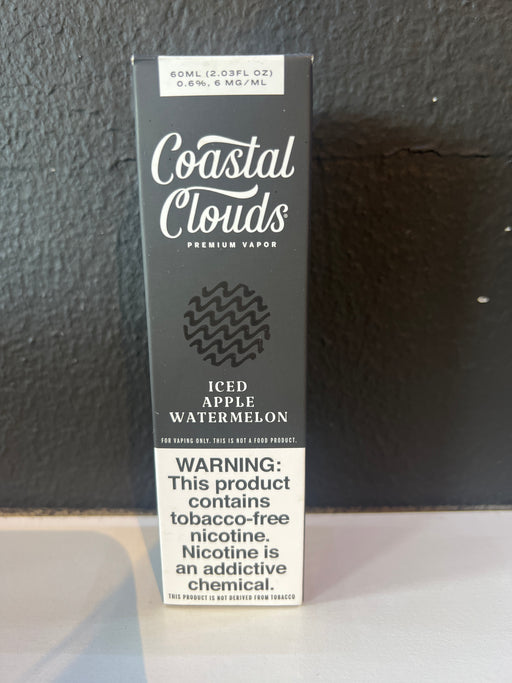 60ML (2.03FL OZ)
0.6%, 6 MG/ML
Coastal
Clouds®
PREMIUM VAPOR
ICED
APPLE
WATERMELON
FOR VAPING ONLY. THIS IS NOT A FOOD PRODUCT.
WARNING:
This product
contains
tobacco-free
nicotine.
Nicotine is
an addictive
chemical.
THIS PRODUCT IS NOT DERIVED FROM TOBACCO